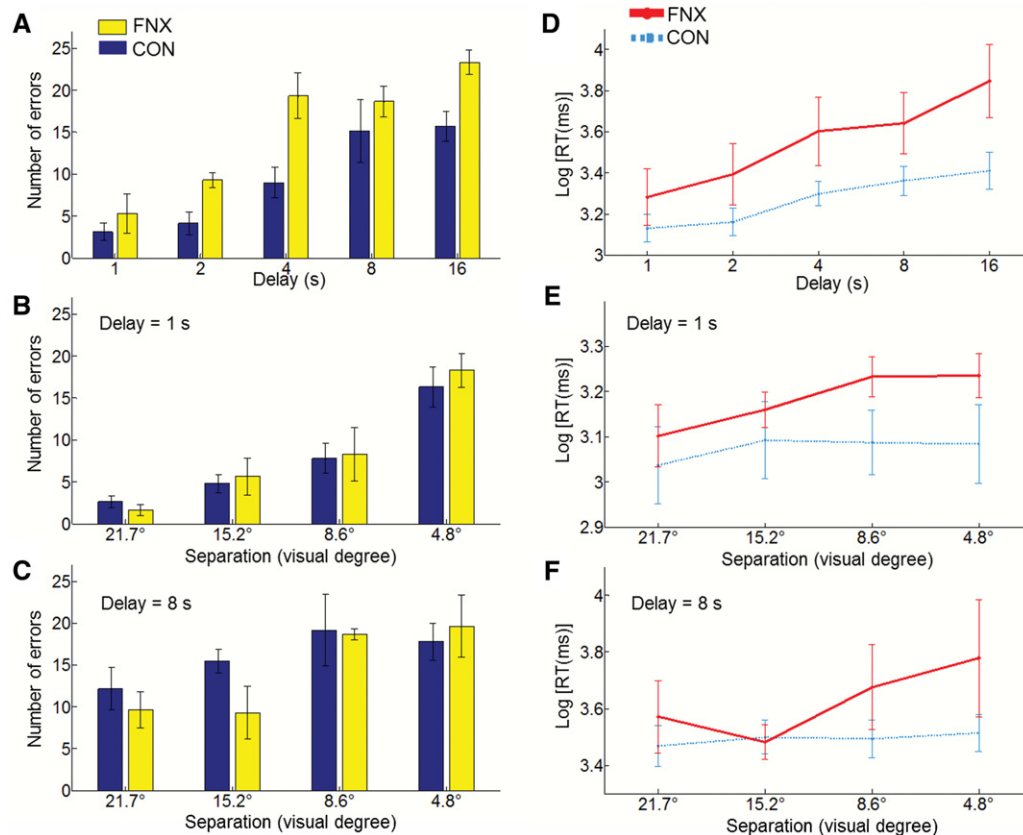 A
FNX
CON
Number of errors
25
20
15
10
5
0
1 2 4 8 16
Delay (s)
B
Delay = 1 s
Number of errors
25
20
15
10
5
0
21.7° 15.2° 8.6° 4.8°
Separation (visual degree)
C
Delay = 8 s
Number of errors
25
20
15
10
5
0
21.7° 15.2° 8.6° 4.8°
Separation (visual degree)
D
FNX
CON
Log [RT(ms)]
4
3.8
3.6
3.4
3.2
3
1 2 4 8 16
Delay (s)
E
Delay = 1 s
Log [RT(ms)]
3.3
3.2
3.1
3
2.9
21.7° 15.2° 8.6° 4.8°
Separation (visual degree)
F
Delay = 8 s
Log [RT(ms)]
4
3.8
3.6
3.4
21.7° 15.2° 8.6° 4.8°
Separation (visual degree)